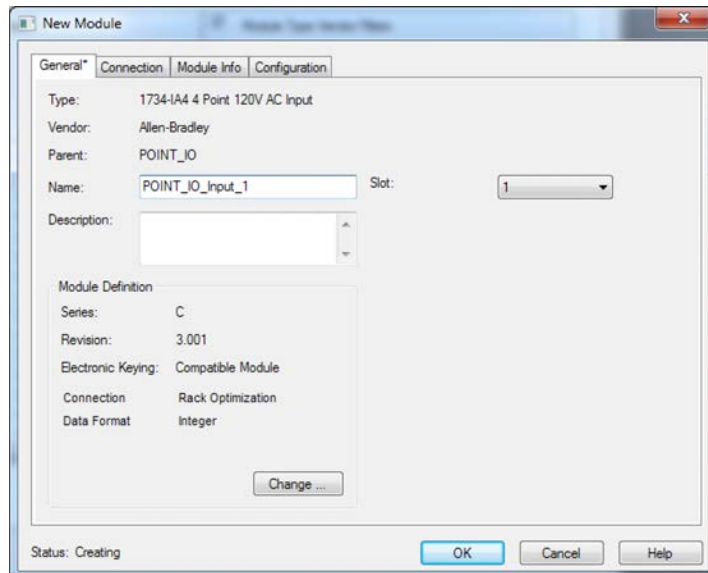 New Module
General* Connection Module Info Configuration
Type: 1734-IA4 4 Point 120V AC Input
Vendor: Allen-Bradley
Parent: POINT_IO
Name: POINT_IO_Input_1 Slot: 1
Description:
Module Definition
Series: C
Revision: 3.001
Electronic Keying: Compatible Module
Connection Rack Optimization
Data Format Integer
Change ...
Status: Creating OK Cancel Help